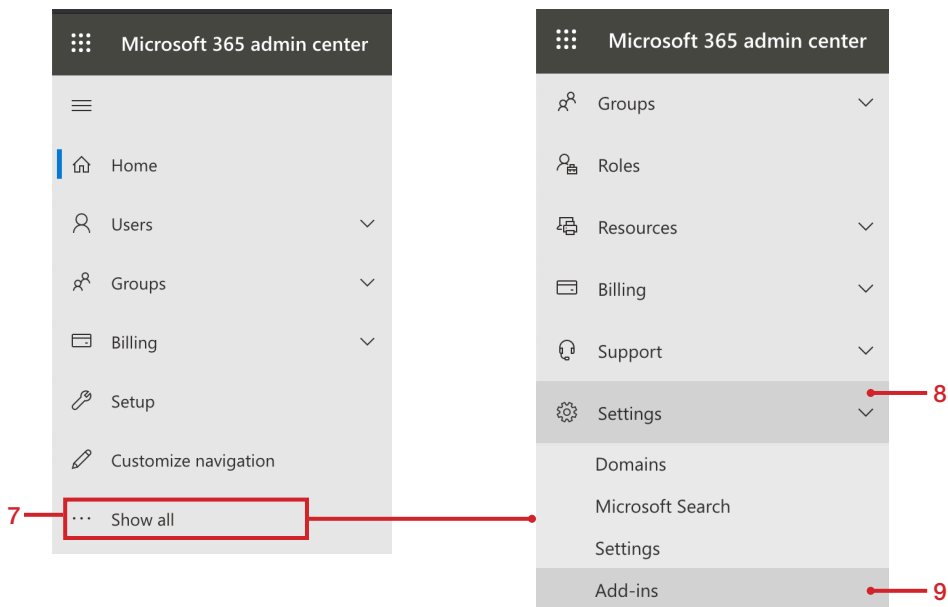 Microsoft 365 admin center
Home
Users
Groups
Billing
Setup
Customize navigation
7
··· Show all
Microsoft 365 admin center
Groups
Roles
Resources
Billing
Support
8
Settings
Domains
Microsoft Search
Settings
Add-ins
9